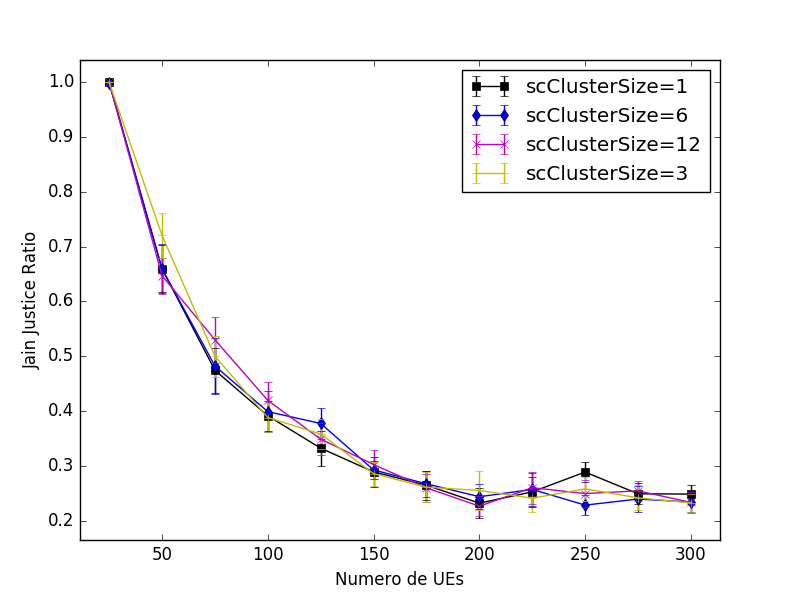 scClusterSize=1
scClusterSize=6
scClusterSize=12
scClusterSize=3
1.0
0.9
0.8
0.7
0.6
0.5
0.4
0.3
0.2
Jain Justice Ratio
50 100 150 200 250 300
Numero de UEs